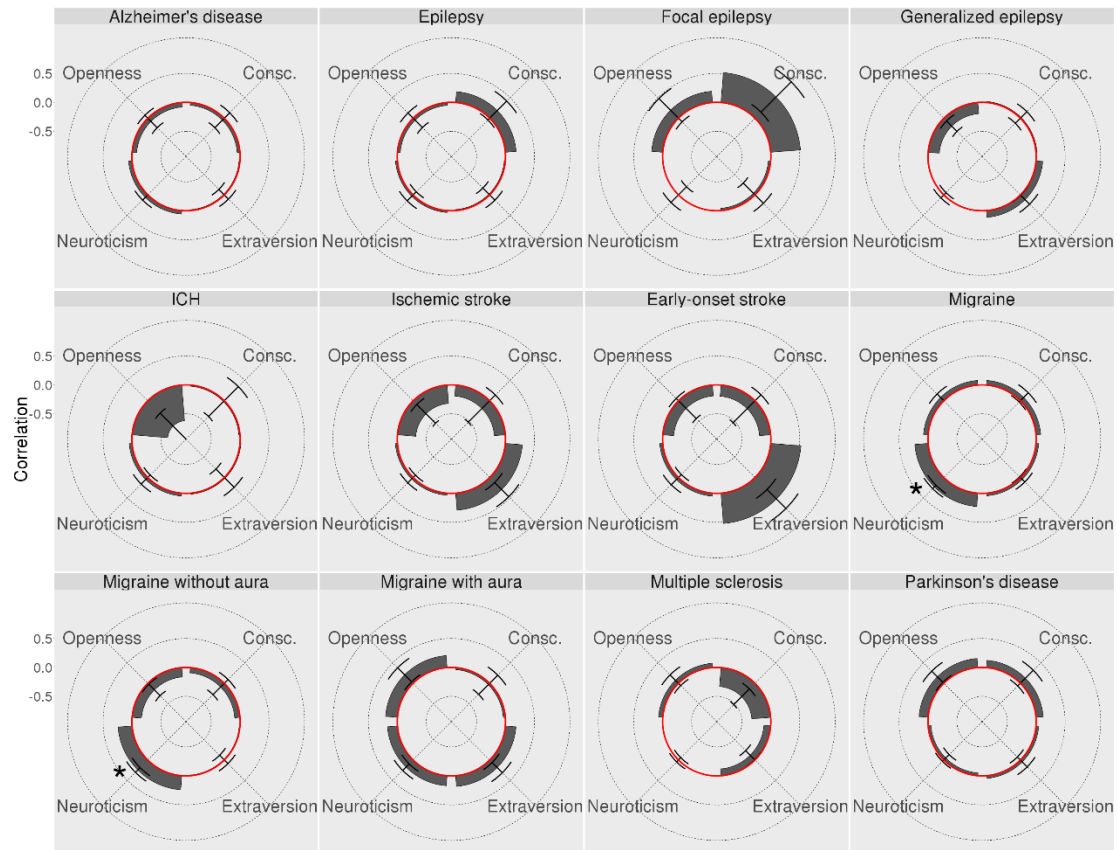 Alzheimer's disease Epilepsy Focal epilepsy Generalized epilepsy
Openness Consc. Openness Consc. Openness Consc. Openness Consc.
0.5
0.0
-0.5
Neuroticism Extraversion Neuroticism Extraversion Neuroticism Extraversion Neuroticism Extraversion
ICH Ischemic stroke Early-onset stroke Migraine
Openness Consc. Openness Consc. Openness Consc. Openness Consc.
0.5
0.0
-0.5
Correlation
*
Neuroticism Extraversion Neuroticism Extraversion Neuroticism Extraversion Neuroticism Extraversion
Migraine without aura Migraine with aura Multiple sclerosis Parkinson's disease
Openness Consc. Openness Consc. Openness Consc. Openness Consc.
0.5
0.0
-0.5
*
Neuroticism Extraversion Neuroticism Extraversion Neuroticism Extraversion Neuroticism Extraversion